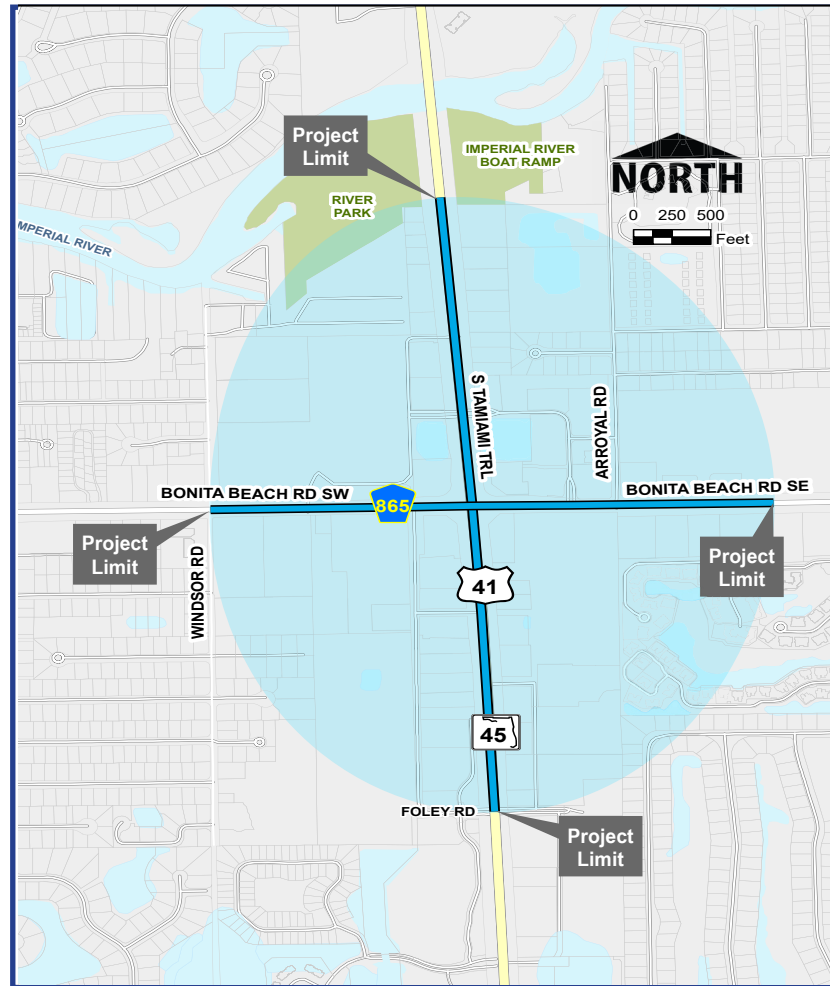 Project
Limit
IMPERIAL RIVER
BOAT RAMP
NORTH
0 250 500
Feet
RIVER
PARK
IMPERIAL RIVER
S TAMIAMI TRL
ARROYAL RD
BONITA BEACH RD SW
865
BONITA BEACH RD SE
Project
Limit
Project
Limit
WINDSOR RD
41
45
FOLEY RD
Project
Limit